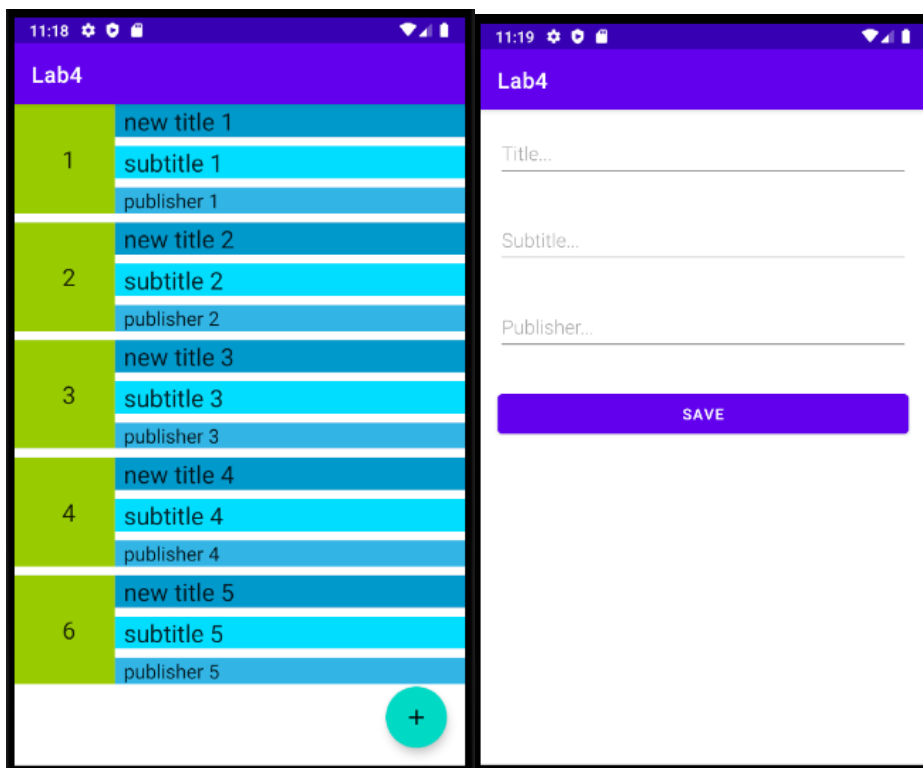 11:18
Lab4
1
new title 1
subtitle 1
publisher 1
2
new title 2
subtitle 2
publisher 2
3
new title 3
subtitle 3
publisher 3
4
new title 4
subtitle 4
publisher 4
6
new title 5
subtitle 5
publisher 5
+
11:19
Lab4
Title...
Subtitle...
Publisher...
SAVE